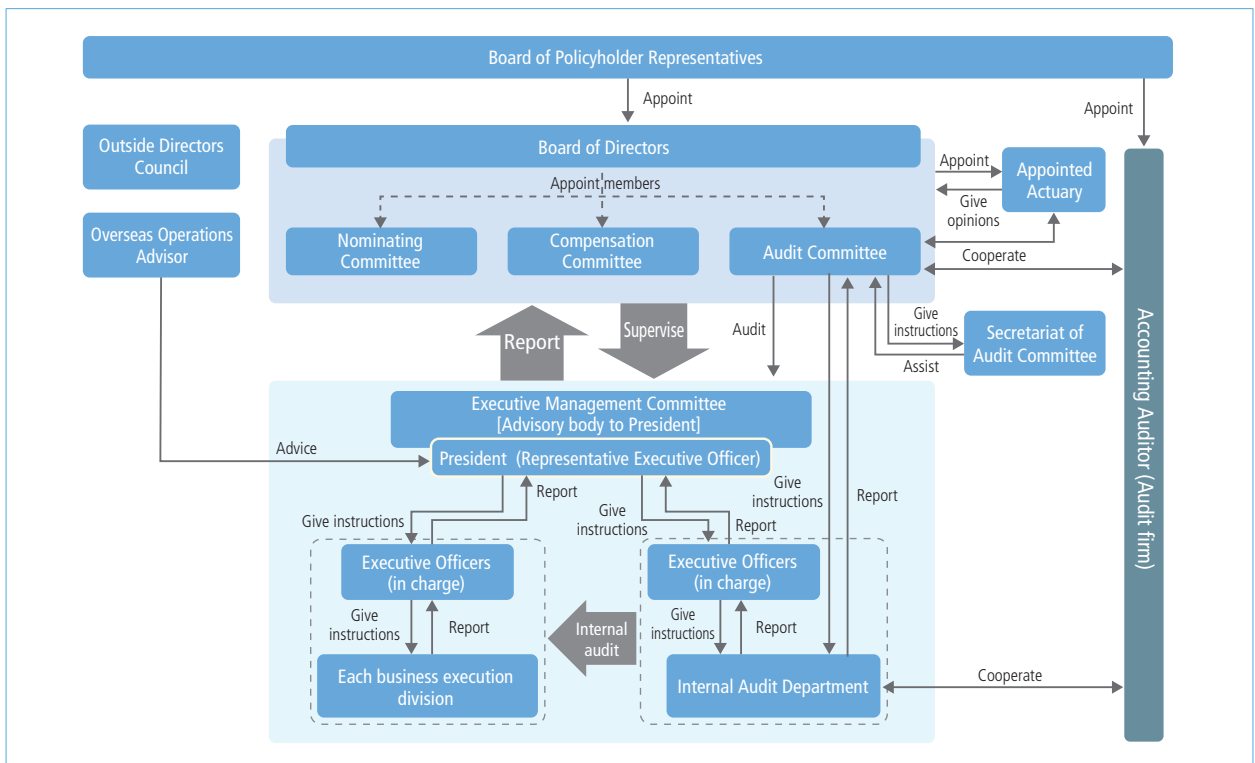 Board of Policyholder Representatives
Appoint
Appoint
Outside Directors
Council
Board of Directors
Appoint members
Appoint
Give
opinions
Appointed
Actuary
Overseas Operations
Advisor
Nominating
Committee
Compensation
Committee
Audit Committee
Cooperate
Report
Supervise
Audit
Give
instructions
Assist
Secretariat of
Audit Committee
Accounting Auditor (Audit firm)
Executive Management Committee
[Advisory body to President]
Advice
President (Representative Executive Officer)
Give instructions
Report
Give
instructions
Report
Give
instructions
Report
Executive Officers
(in charge)
Executive Officers
(in charge)
Give
instructions
Report
Internal
audit
Give
instructions
Report
Each business execution
division
Internal Audit Department
Cooperate